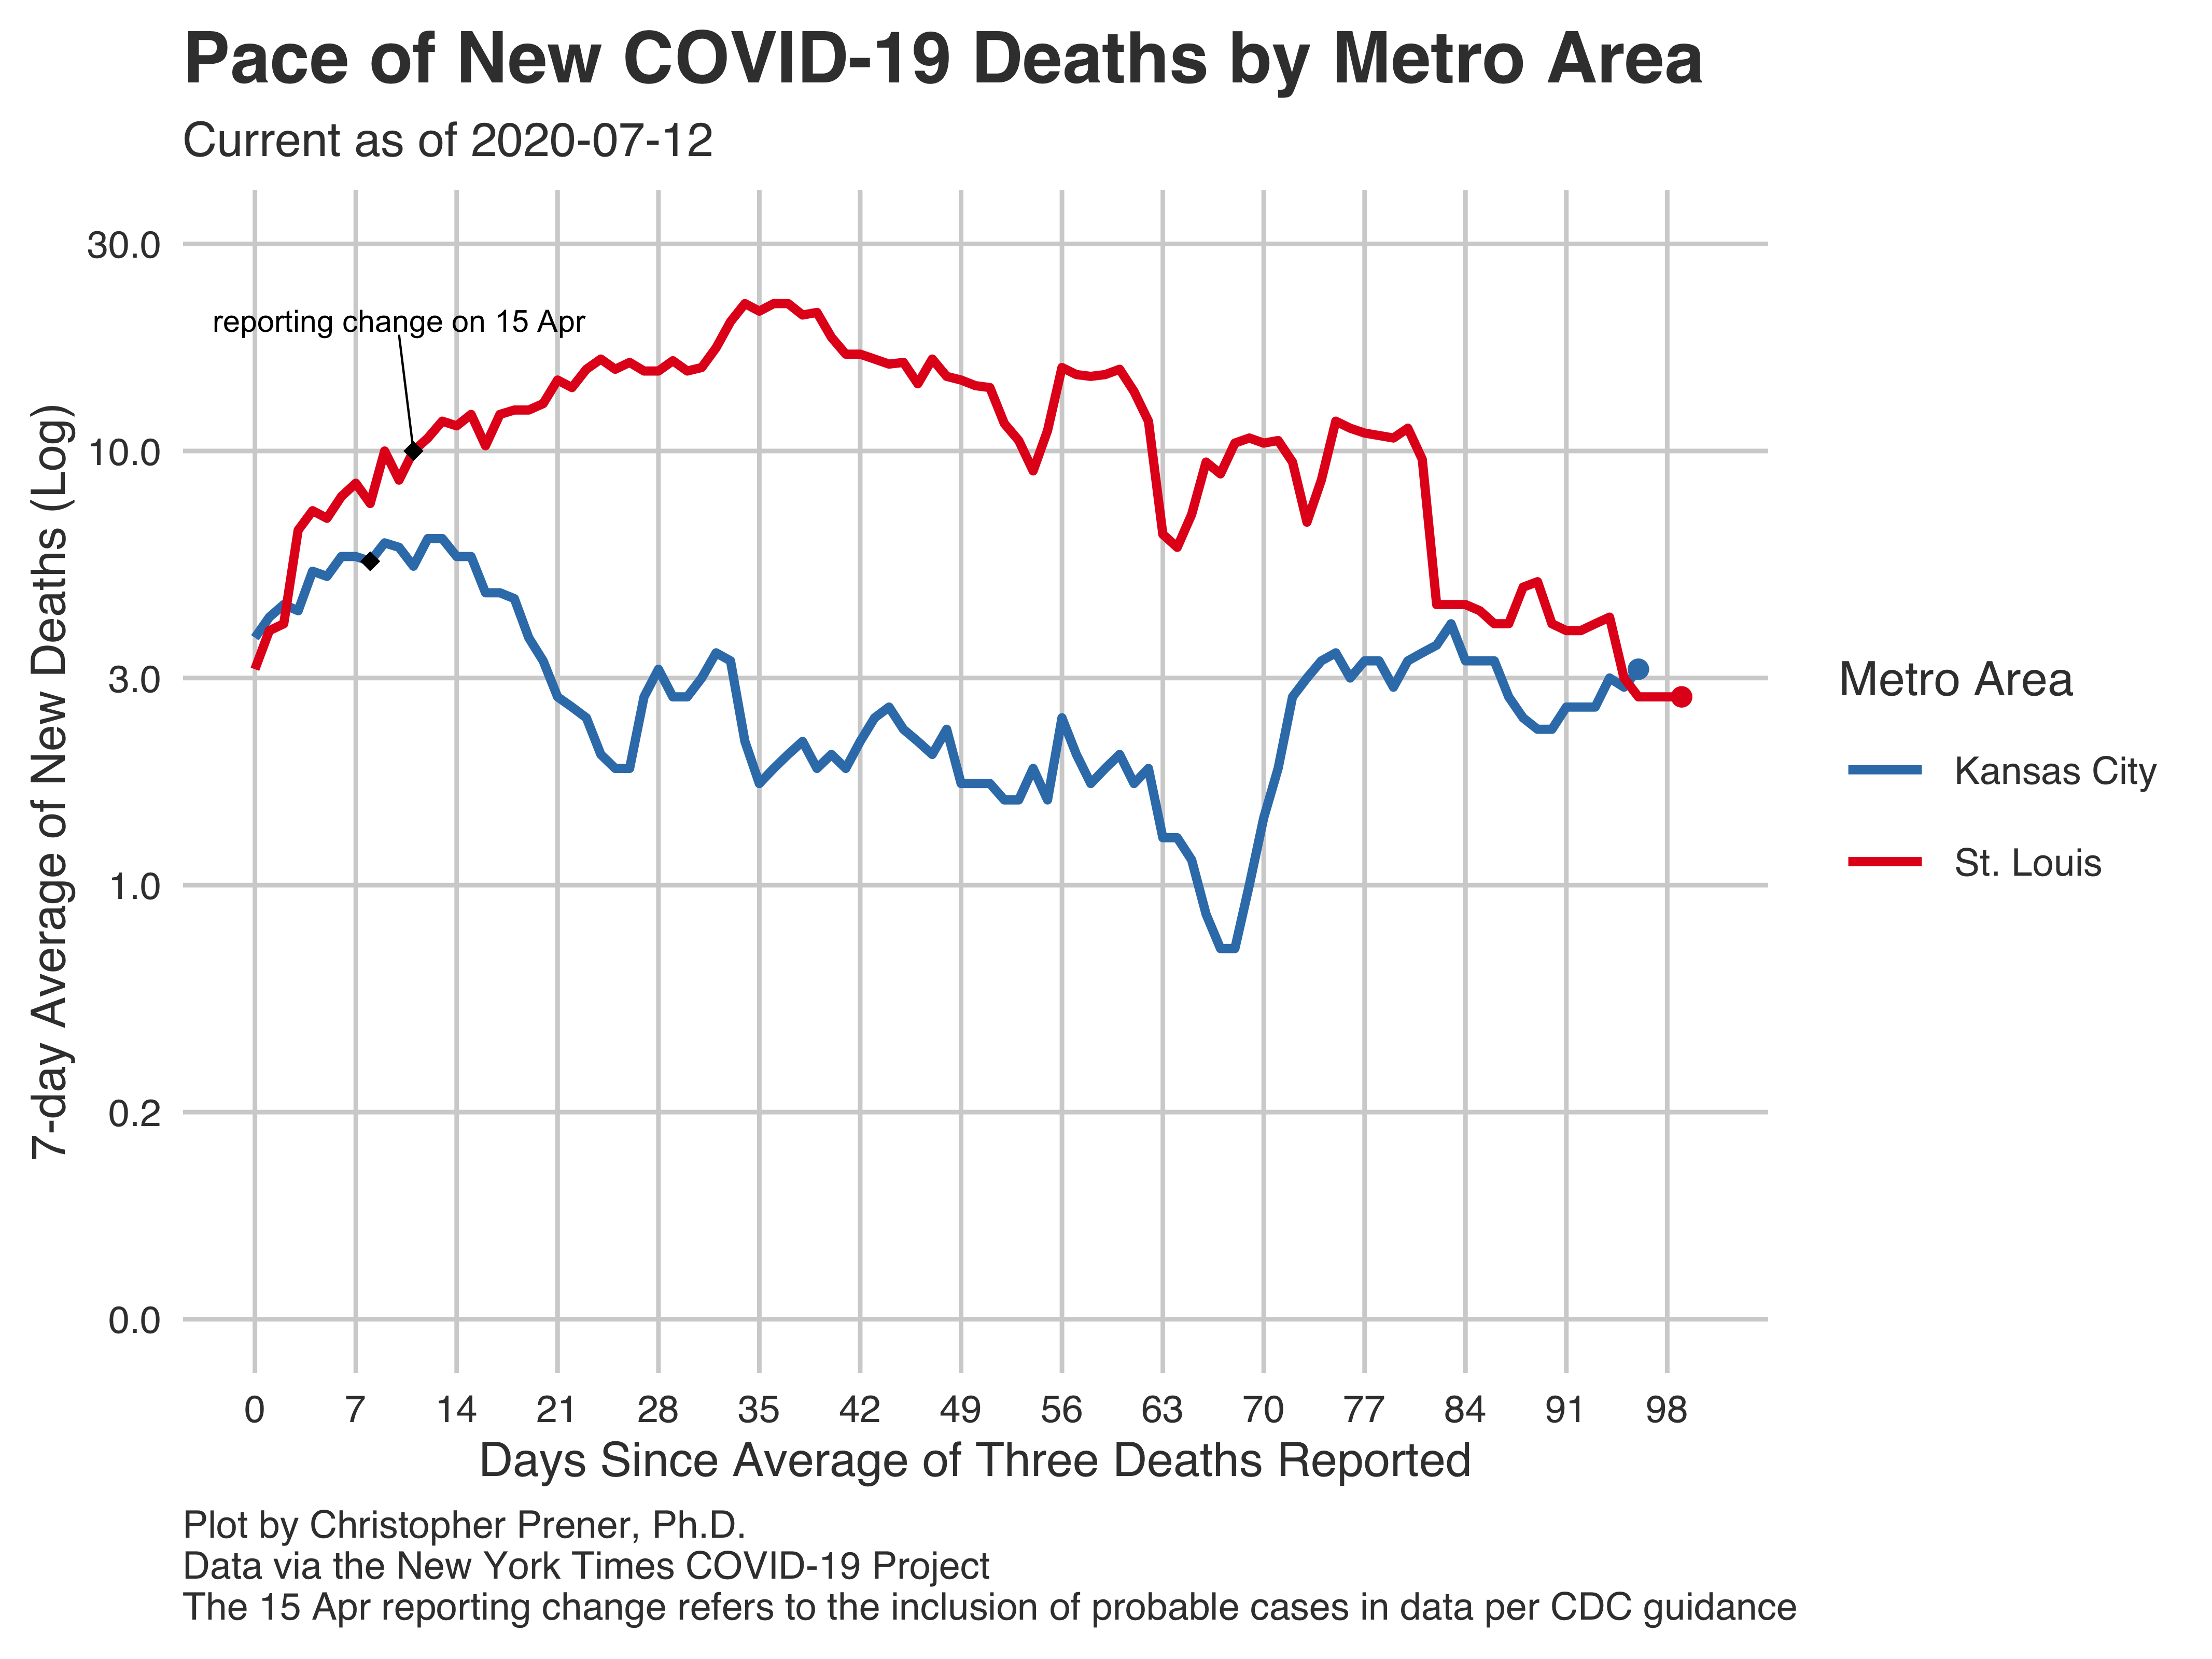 Pace of New COVID-19 Deaths by Metro Area
Current as of 2020-07-12
7-day Average of New Deaths (Log)
30.0
10.0
3.0
1.0
0.2
0.0
reporting change on 15 Apr
0 7 14 21 28 35 42 49 56 63 70 77 84 91 98
Days Since Average of Three Deaths Reported
Metro Area
Kansas City
St. Louis
Plot by Christopher Prener, Ph.D.
Data via the New York Times COVID-19 Project
The 15 Apr reporting change refers to the inclusion of probable cases in data per CDC guidance